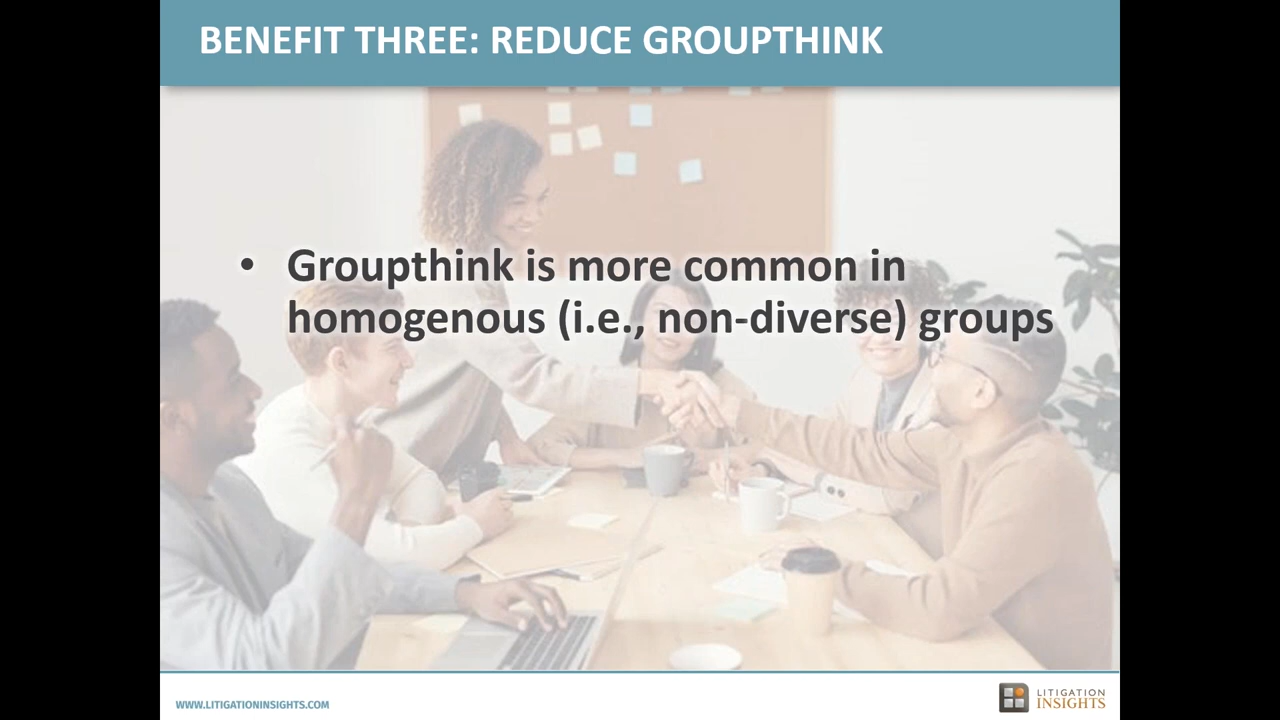 BENEFIT THREE: REDUCE GROUPTHINK
• Groupthink is more common in
homogenous (i.e., non-diverse) groups
WWW.LITIGATIONINSIGHTS.COM
LITIGATION
INSIGHTS